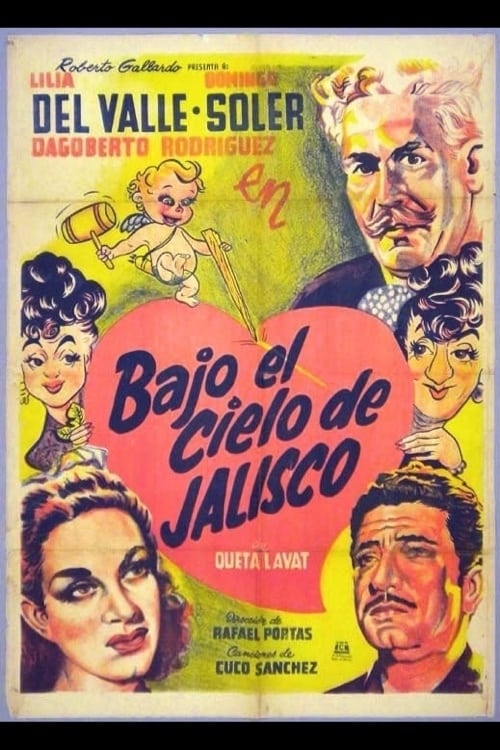 Roberto Gallardo PRESENTA A:
LILIA DOMINGO
DEL VALLE · SOLER
DAGOBERTO RODRIGUEZ
en
Bajo el
cielo de
JALISCO
con
QUETA LAVAT
Dirección de
RAFAEL PORTAS
Canciones de
CUCO SANCHEZ